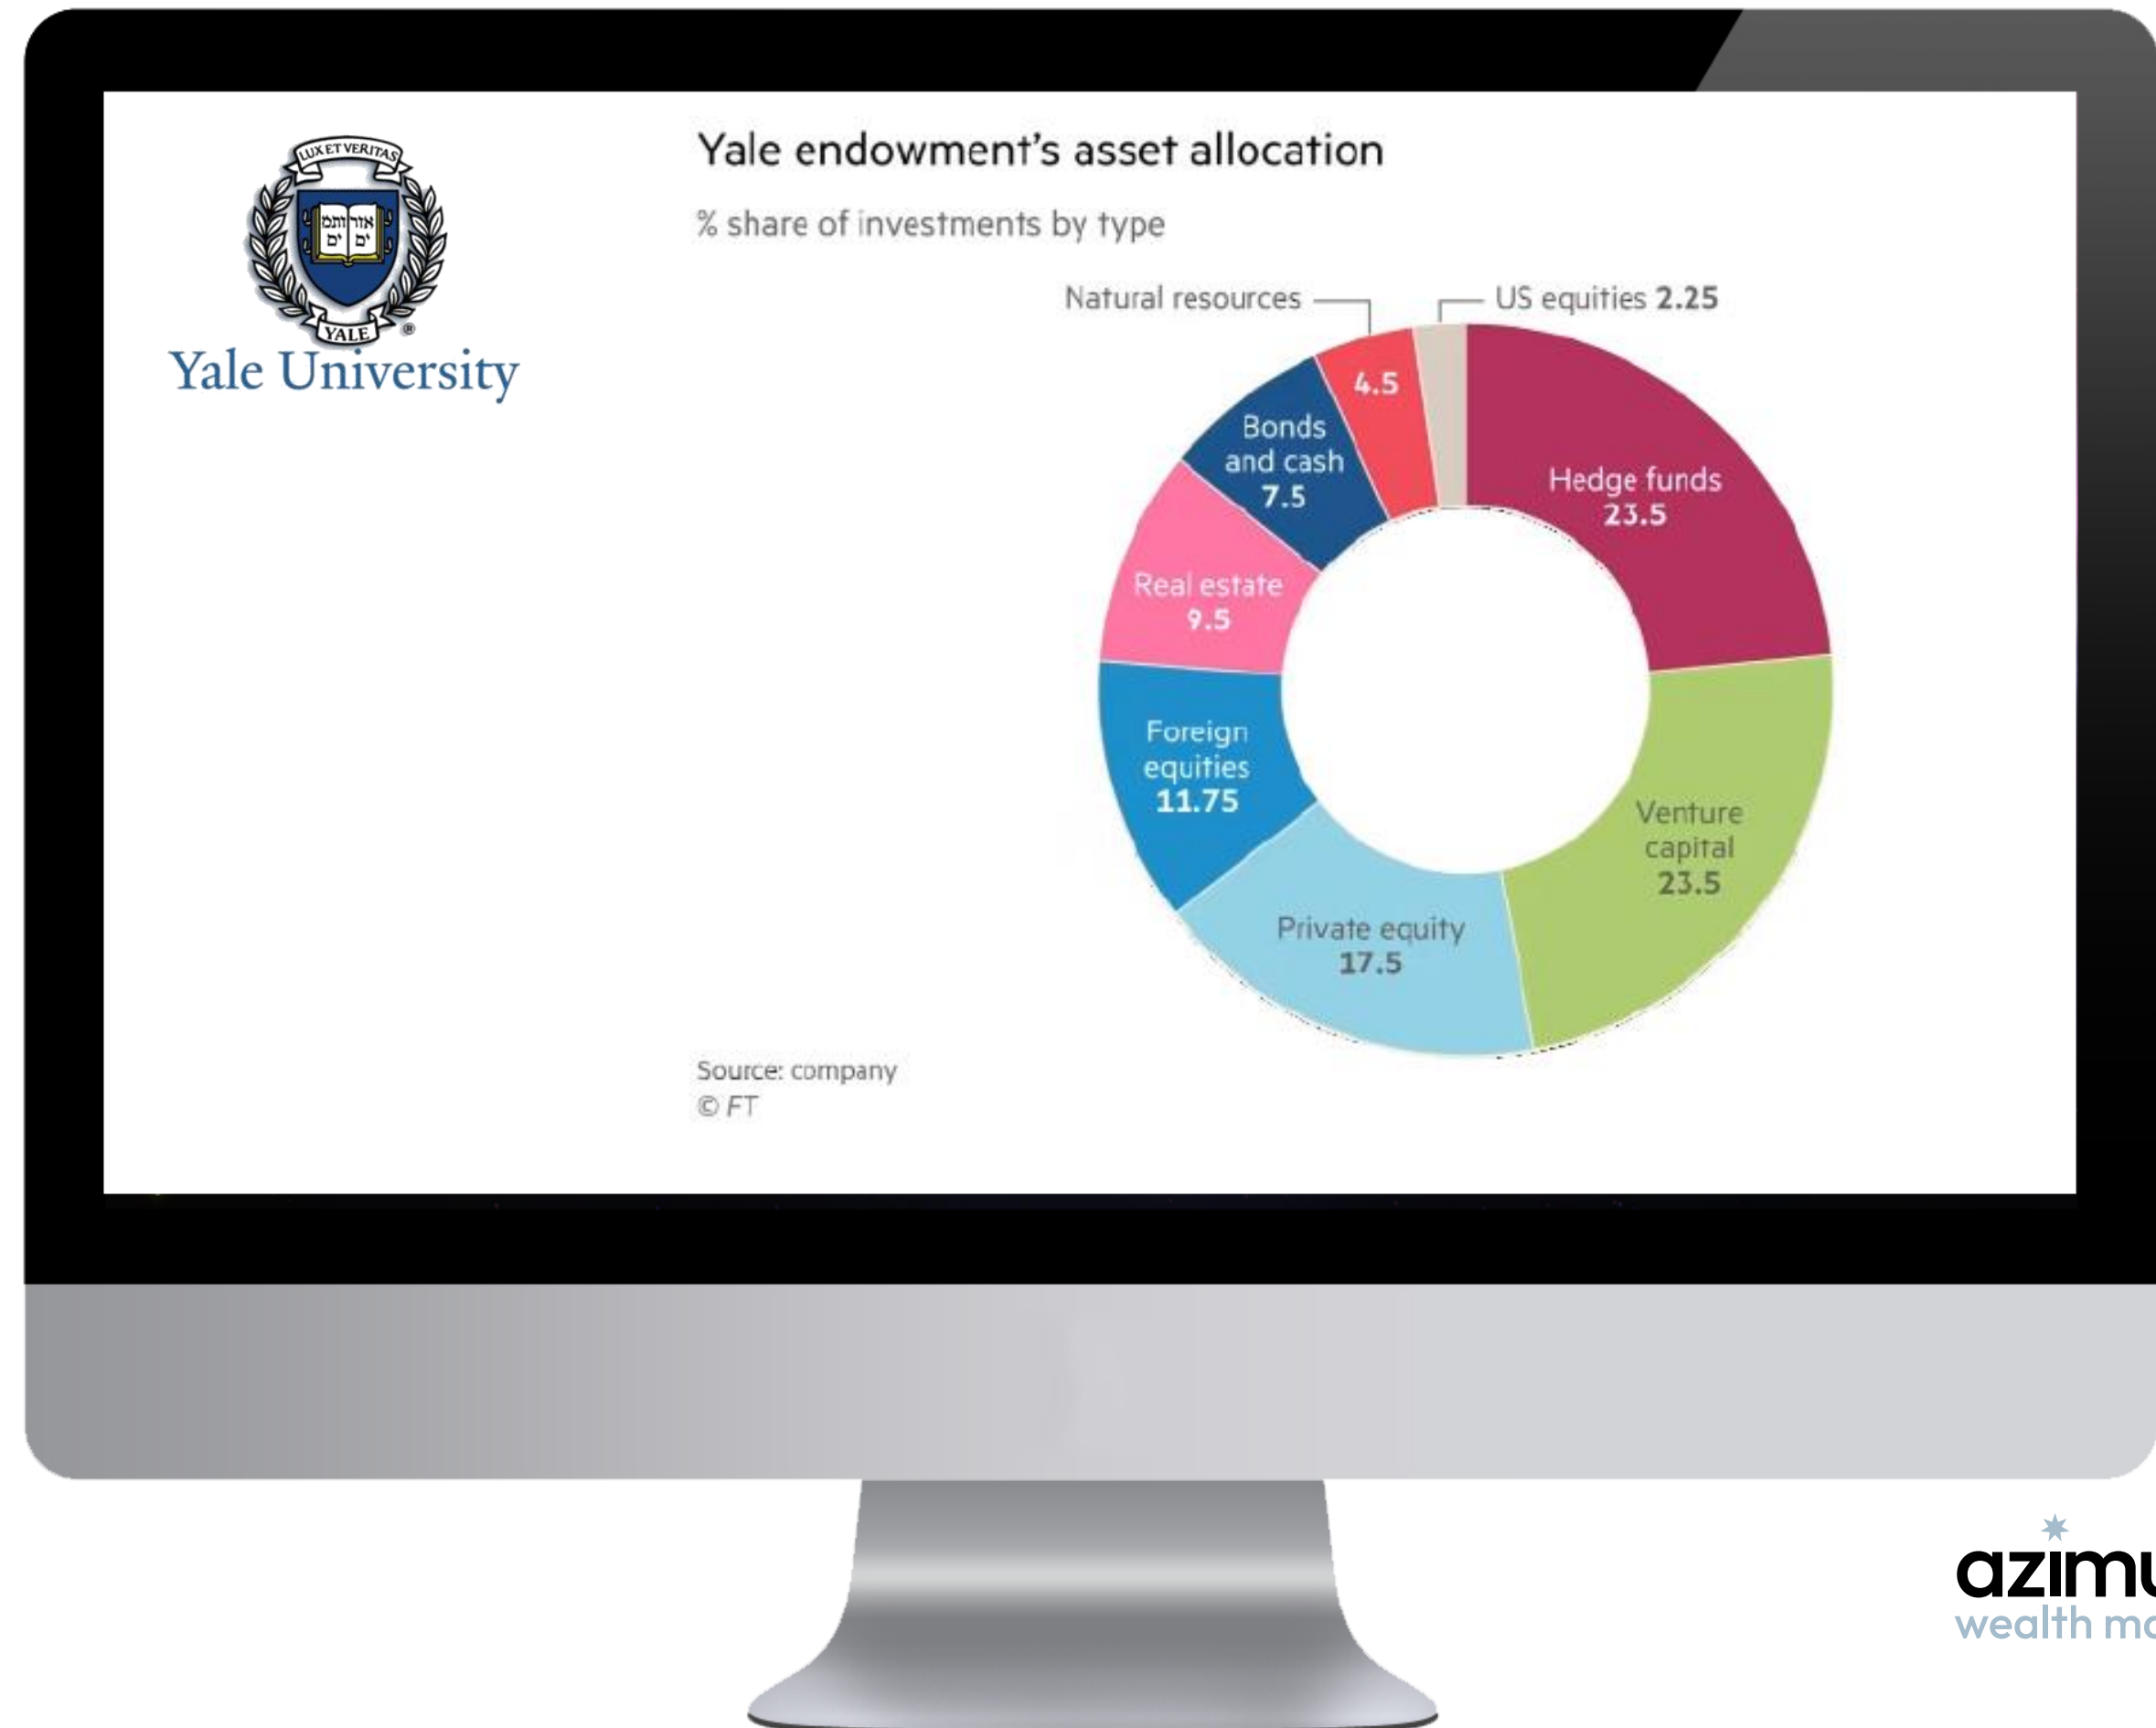 LUX ET VERITAS
אורים ותמים
YALE
®
Yale University
Yale endowment's asset allocation
% share of investments by type
Natural resources
4.5
US equities 2.25
Hedge funds
23.5
Bonds
and cash
7.5
Real estate
9.5
Foreign
equities
11.75
Venture
capital
23.5
Private equity
17.5
Source: company
© FT
azimu
wealth ma